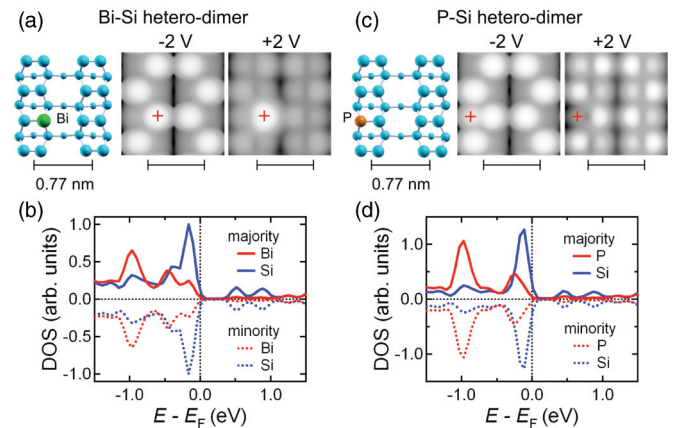 (a) Bi-Si hetero-dimer
-2 V +2 V
Bi
0.77 nm
(c) P-Si hetero-dimer
-2 V +2 V
P
0.77 nm
(b)
DOS (arb. units)
1.0
0.5
0.0
-0.5
-1.0
majority
Bi
Si
minority
Bi
Si
-1.0 0.0 1.0
E - EF (eV)
(d)
DOS (arb. units)
1.0
0.0
-1.0
majority
P
Si
minority
P
Si
-1.0 0.0 1.0
E - EF (eV)